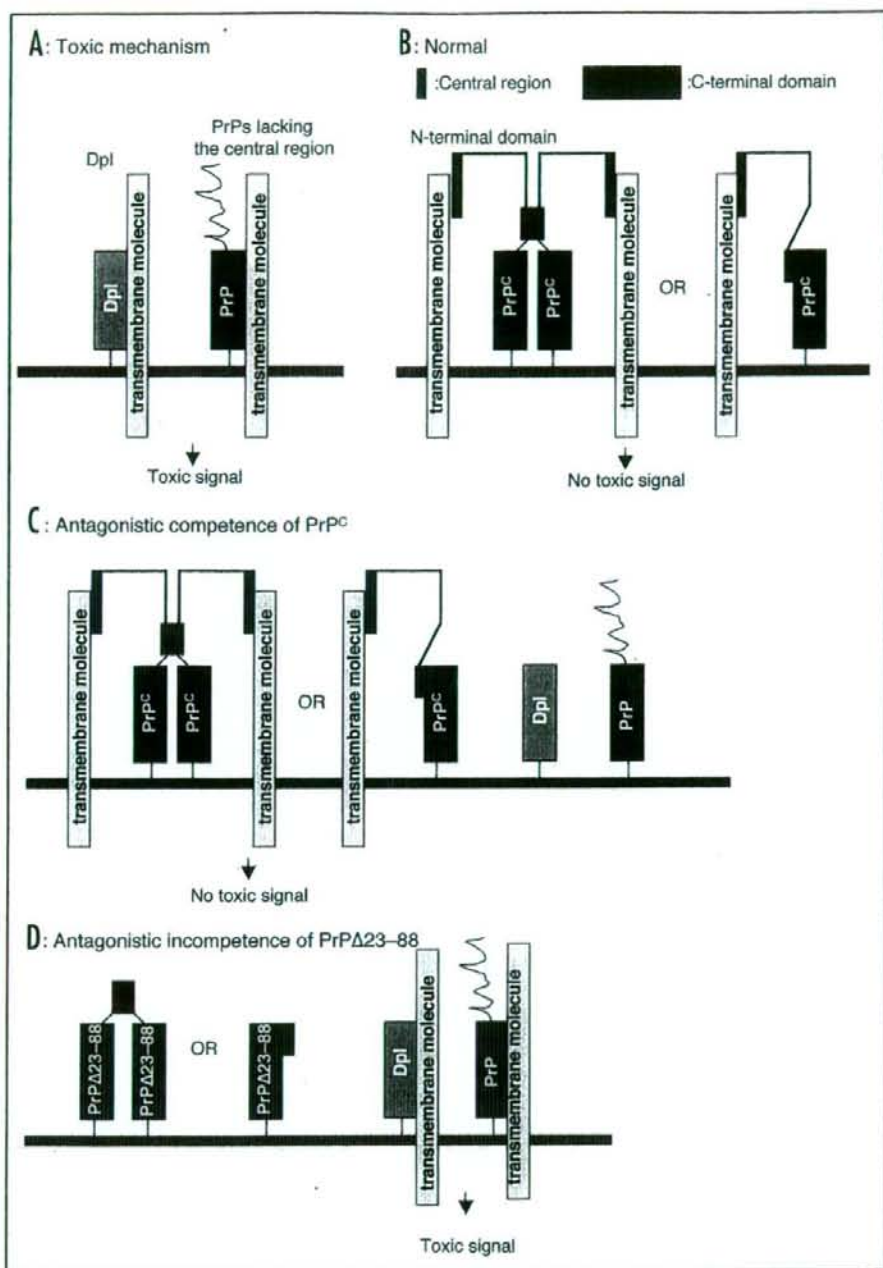 A: Toxic mechanism
Dpl
PrPs lacking
the central region
Dpl
transmembrane molecule
PrP
transmembrane molecule
Toxic signal
B: Normal
:Central region
:C-terminal domain
N-terminal domain
transmembrane molecule
PrPᶜ
PrPᶜ
transmembrane molecule
OR
transmembrane molecule
PrPᶜ
No toxic signal
C: Antagonistic competence of PrPᶜ
transmembrane molecule
PrPᶜ
PrPᶜ
transmembrane molecule
OR
transmembrane molecule
PrPᶜ
Dpl
PrP
No toxic signal
D: Antagonistic incompetence of PrPΔ23–88
PrPΔ23–88
PrPΔ23–88
OR
PrPΔ23–88
Dpl
transmembrane molecule
PrP
transmembrane molecule
Toxic signal